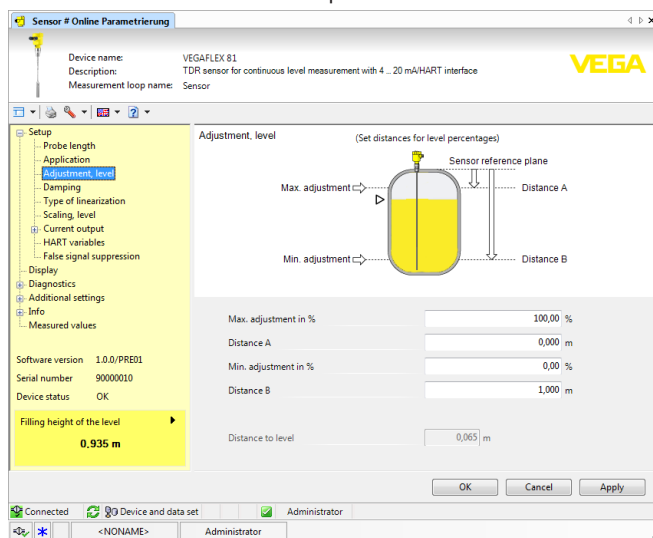 Sensor # Online Parametrierung
Device name: VEGAFLEX 81
Description: TDR sensor for continuous level measurement with 4 ... 20 mA/HART interface
Measurement loop name: Sensor
VEGA
Setup
Probe length
Application
Adjustment, level
Damping
Type of linearization
Scaling, level
Current output
HART variables
False signal suppression
Display
Diagnostics
Additional settings
Info
Measured values
Software version 1.0.0/PRE01
Serial number 90000010
Device status OK
Filling height of the level
0,935 m
Adjustment, level (Set distances for level percentages)
Sensor reference plane
Max. adjustment Distance A
Min. adjustment Distance B
Max. adjustment in % 100,00 %
Distance A 0,000 m
Min. adjustment in % 0,00 %
Distance B 1,000 m
Distance to level 0,065 m
OK Cancel Apply
Connected Device and data set Administrator
<NONAME> Administrator